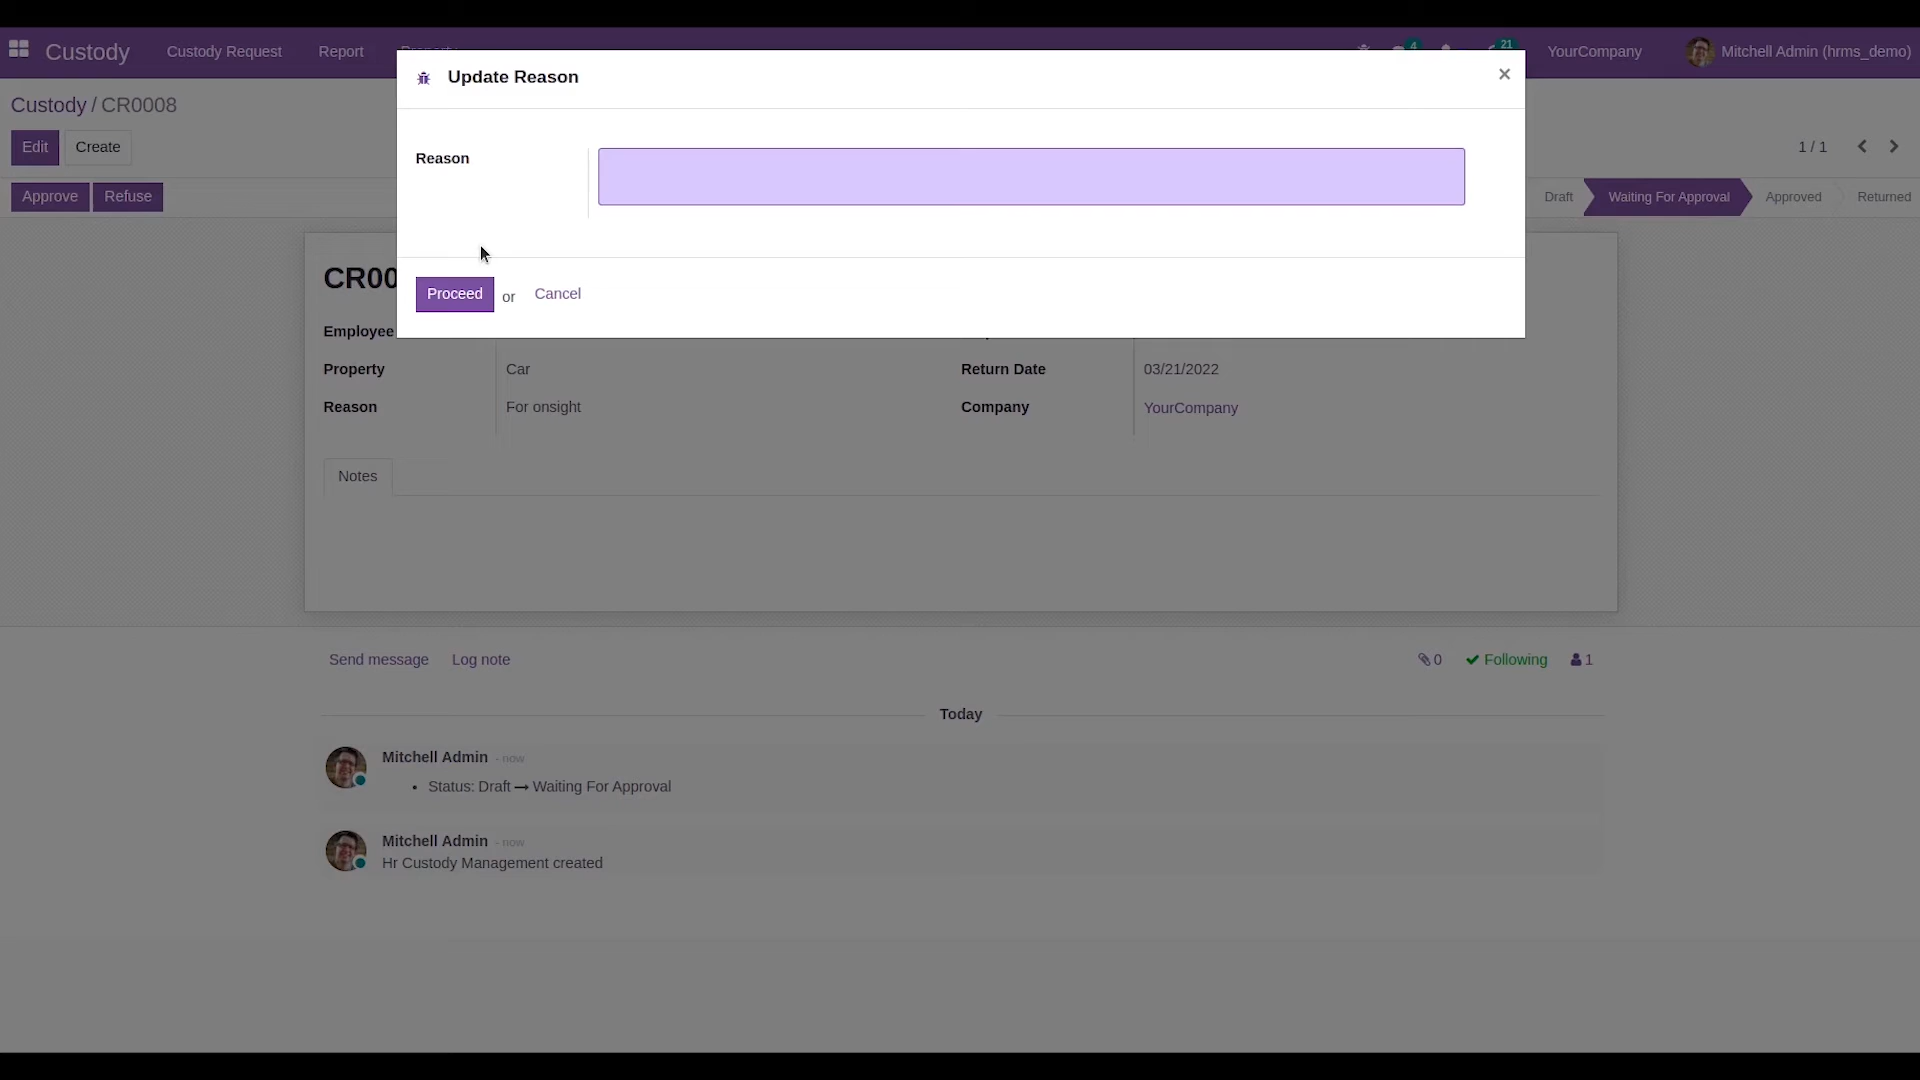 Custody Custody Request Report 4 21 YourCompany Mitchell Admin (hrms_demo)
Update Reason ×
Custody / CR0008
Edit Create 1 / 1
Reason
Approve Refuse Draft Waiting For Approval Approved Returned
CR00
Proceed or Cancel
Employee
Property Car Return Date 03/21/2022
Reason For onsight Company YourCompany
Notes
Send message Log note 0 Following 1
Today
Mitchell Admin - now
• Status: Draft → Waiting For Approval
Mitchell Admin - now
Hr Custody Management created